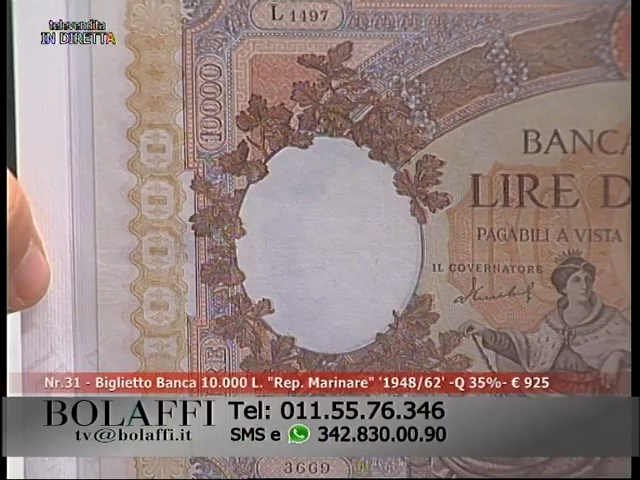 televendita
IN DIRETTA
L 1497
10000
BANCA
LIRE D
PAGABILI A VISTA
IL GOVERNATORE
LIRE
Nr.31 - Biglietto Banca 10.000 L. "Rep. Marinare" '1948/62' -Q 35%- € 925
BOLAFFI
tv@bolaffi.it
Tel: 011.55.76.346
SMS e 342.830.00.90
3669